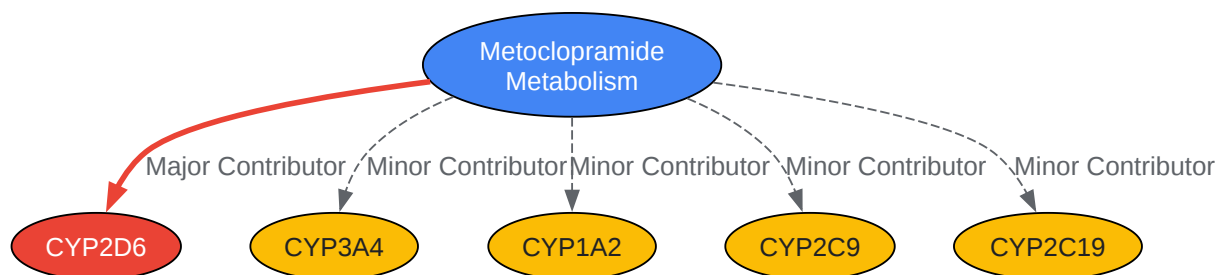 Metoclopramide
Metabolism
Major Contributor
Minor Contributor
Minor Contributor
Minor Contributor
Minor Contributor
CYP2D6
CYP3A4
CYP1A2
CYP2C9
CYP2C19